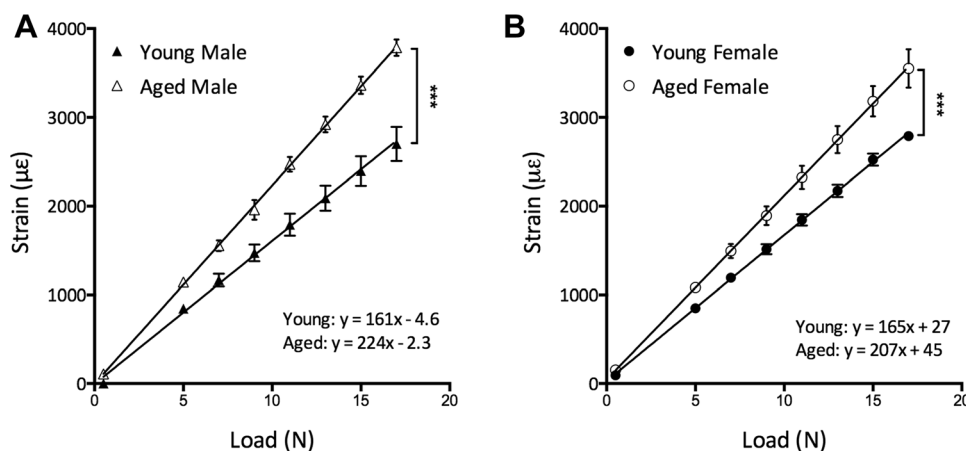 A
Young Male
Aged Male
***
4000
3000
2000
1000
0
0
5
10
15
20
Strain (με)
Load (N)
Young: y = 161x - 4.6
Aged: y = 224x - 2.3
B
Young Female
Aged Female
***
4000
3000
2000
1000
0
0
5
10
15
20
Strain (με)
Load (N)
Young: y = 165x + 27
Aged: y = 207x + 45